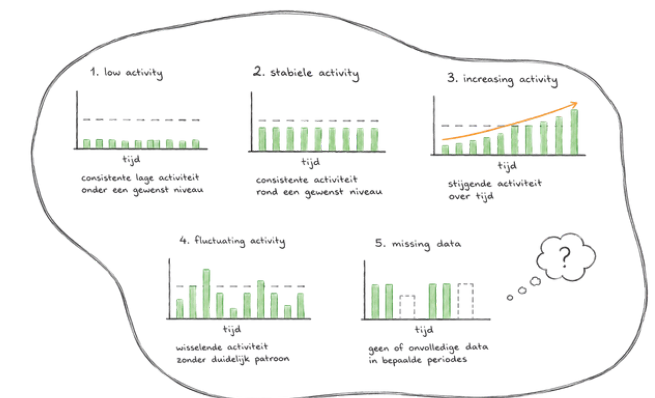 1. low activity
tijd
consistente lage activiteit
onder een gewenst niveau
2. stabiele activity
tijd
consistente activiteit
rond een gewenst niveau
3. increasing activity
tijd
stijgende activiteit
over tijd
4. fluctuating activity
tijd
wisselende activiteit
zonder duidelijk patroon
5. missing data
tijd
geen of onvolledige data
in bepaalde periodes
?